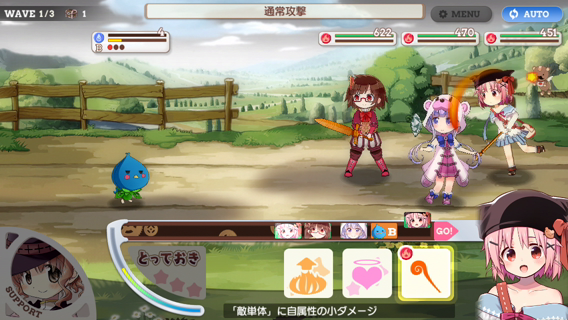 WAVE 1/3 1
通常攻撃
MENU
AUTO
4
B
622
470
451
B
GO!
とっておき
SUPPORT
「敵単体」に自属性の小ダメージ